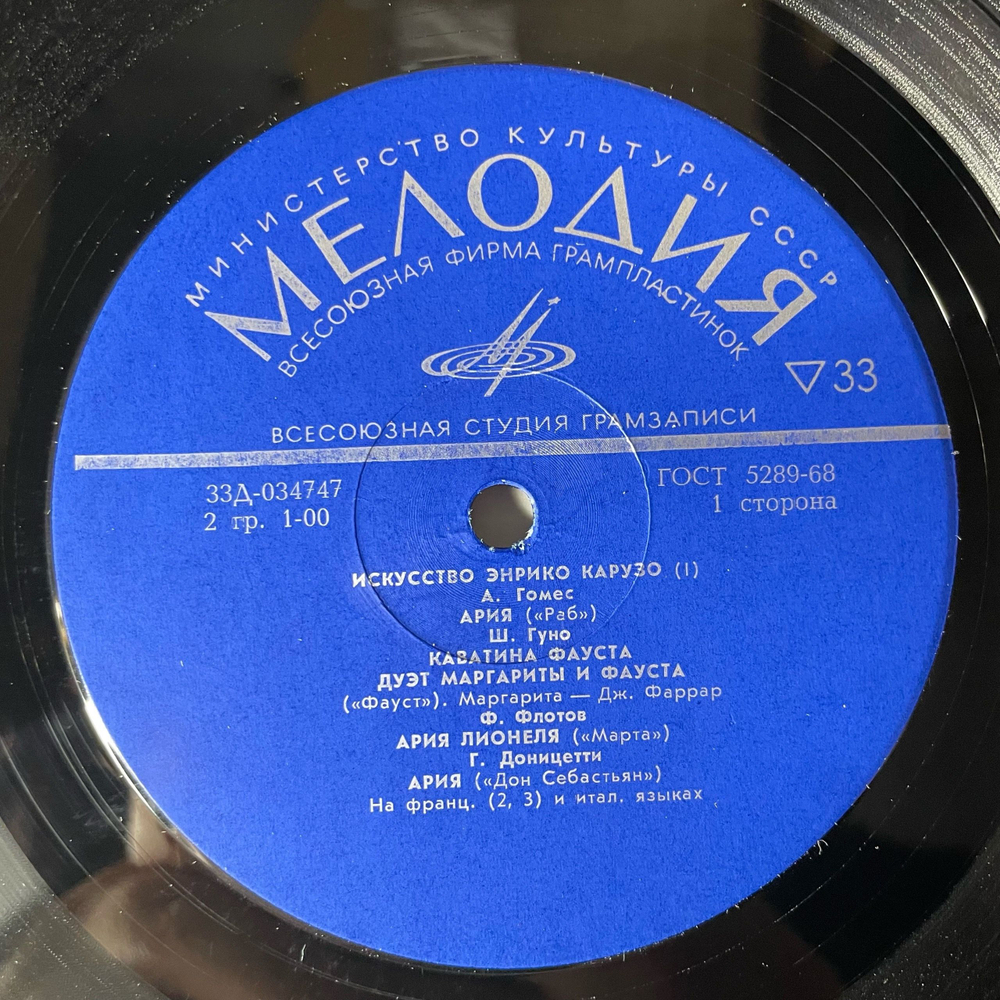 МИНИСТЕРСТВО КУЛЬТУРЫ СССР
МЕЛОДИЯ
ВСЕСОЮЗНАЯ ФИРМА ГРАМПЛАСТИНОК
▽33
ВСЕСОЮЗНАЯ СТУДИЯ ГРАМЗАПИСИ
33Д-034747
ГОСТ 5289-68
2 гр. 1-00
1 сторона
ИСКУССТВО ЭНРИКО КАРУЗО (I)
А. Гомес
АРИЯ («Раб»)
Ш. Гуно
КАВАТИНА ФАУСТА
ДУЭТ МАРГАРИТЫ И ФАУСТА
(«Фауст»). Маргарита — Дж. Фаррар
Ф. Флотов
АРИЯ ЛИОНЕЛЯ («Марта»)
Г. Доницетти
АРИЯ («Дон Себастьян»)
На франц. (2, 3) и итал. языках